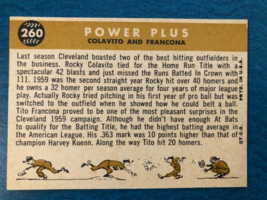 260
POWER PLUS
COLAVITO AND FRANCONA
Last season Cleveland boasted two of the best hitting outfielders in
the business. Rocky Colavito tied for the Home Run Title with a
spectacular 42 blasts and just missed the Runs Batted In Crown with
111. 1959 was the second straight year Rocky hit over 40 homers and
he owns a 32 homer per season average for four years of major league
play. Actually Rocky tried pitching in his first year of pro ball but was
switched to the outfield when he showed how he could belt a ball.
Tito Francona proved to be one of the most pleasant surprises in the
Cleveland 1959 campaign. Although he didn't have enough At Bats
to qualify for the Batting Title, he had the highest batting average in
the American League. His .363 mark was 10 points higher than that of
champion Harvey Kuenn. Along the way Tito hit 20 homers.
©T.C.G. PRTD. IN U.S.A.